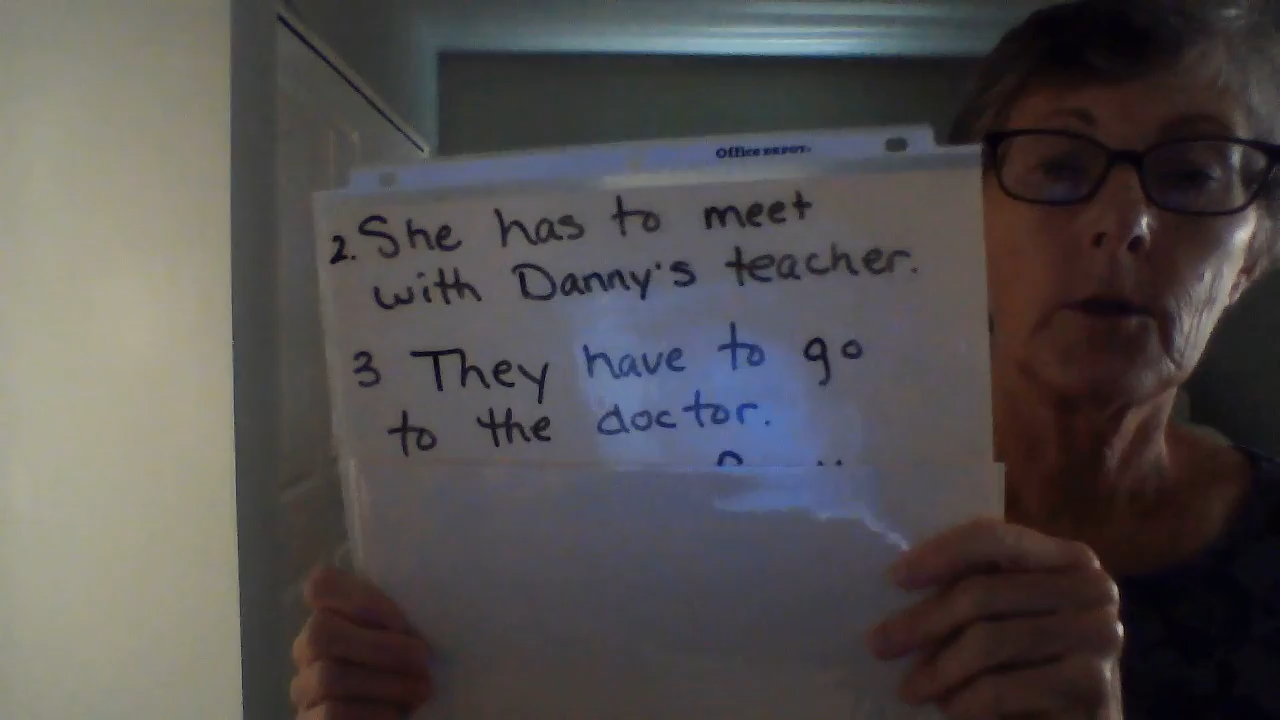 Office DEPOT
2. She has to meet
with Danny's teacher.
3 They have to go
to the doctor.